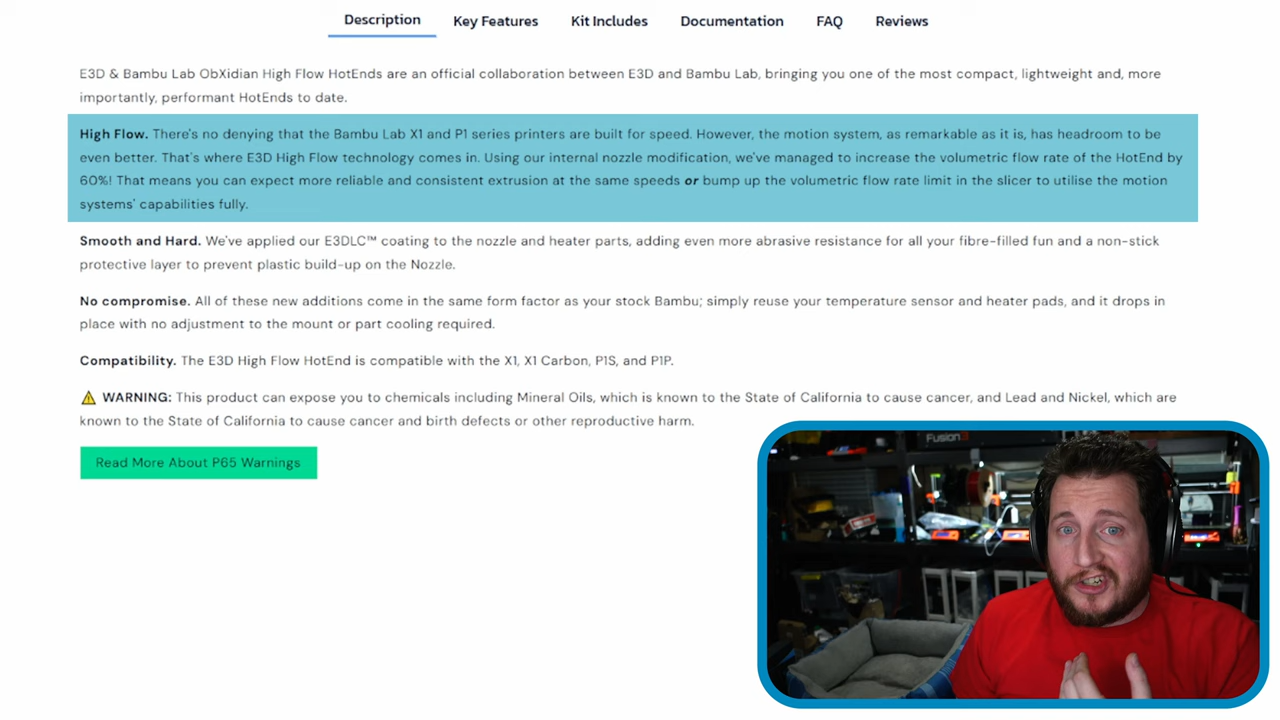 Description Key Features Kit Includes Documentation FAQ Reviews
E3D & Bambu Lab ObXidian High Flow HotEnds are an official collaboration between E3D and Bambu Lab, bringing you one of the most compact, lightweight and, more
importantly, performant HotEnds to date.
High Flow. There's no denying that the Bambu Lab X1 and P1 series printers are built for speed. However, the motion system, as remarkable as it is, has headroom to be
even better. That's where E3D High Flow technology comes in. Using our internal nozzle modification, we've managed to increase the volumetric flow rate of the HotEnd by
60%! That means you can expect more reliable and consistent extrusion at the same speeds or bump up the volumetric flow rate limit in the slicer to utilise the motion
systems' capabilities fully.
Smooth and Hard. We've applied our E3DLC™ coating to the nozzle and heater parts, adding even more abrasive resistance for all your fibre-filled fun and a non-stick
protective layer to prevent plastic build-up on the Nozzle.
No compromise. All of these new additions come in the same form factor as your stock Bambu; simply reuse your temperature sensor and heater pads, and it drops in
place with no adjustment to the mount or part cooling required.
Compatibility. The E3D High Flow HotEnd is compatible with the X1, X1 Carbon, P1S, and P1P.
⚠ WARNING: This product can expose you to chemicals including Mineral Oils, which is known to the State of California to cause cancer, and Lead and Nickel, which are
known to the State of California to cause cancer and birth defects or other reproductive harm.
Read More About P65 Warnings
Fusion3